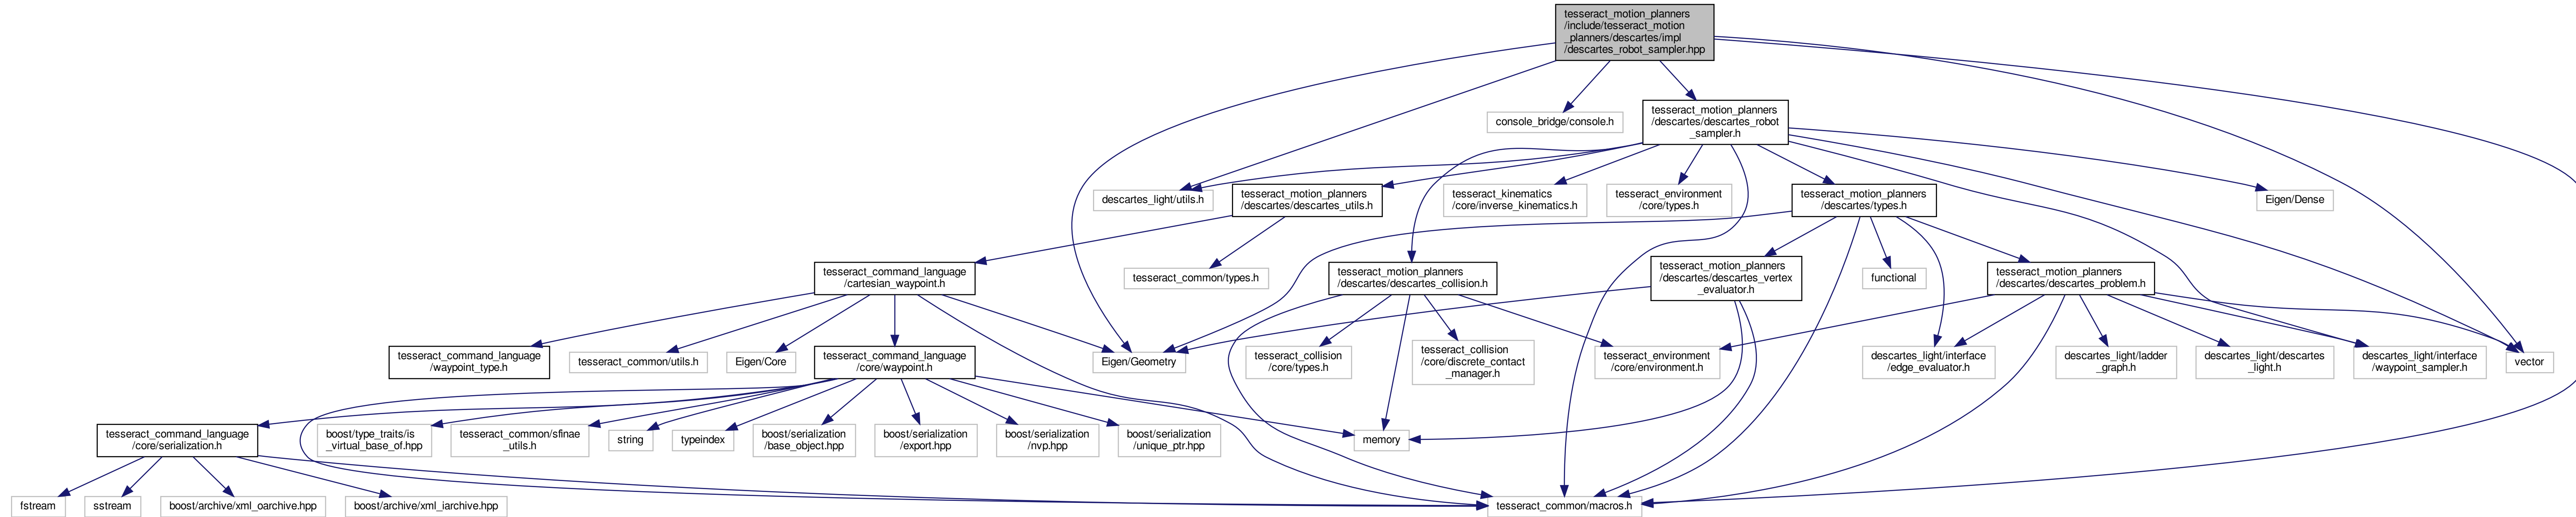 tesseract_motion_planners
/include/tesseract_motion
_planners/descartes/impl
/descartes_robot_sampler.hpp
console_bridge/console.h
tesseract_motion_planners
/descartes/descartes_robot
_sampler.h
descartes_light/utils.h
tesseract_motion_planners
/descartes/descartes_utils.h
tesseract_kinematics
/core/inverse_kinematics.h
tesseract_environment
/core/types.h
tesseract_motion_planners
/descartes/types.h
Eigen/Dense
tesseract_command_language
/cartesian_waypoint.h
tesseract_common/types.h
tesseract_motion_planners
/descartes/descartes_collision.h
tesseract_motion_planners
/descartes/descartes_vertex
_evaluator.h
functional
tesseract_motion_planners
/descartes/descartes_problem.h
tesseract_command_language
/waypoint_type.h
tesseract_common/utils.h
Eigen/Core
tesseract_command_language
/core/waypoint.h
Eigen/Geometry
tesseract_collision
/core/types.h
tesseract_collision
/core/discrete_contact
_manager.h
tesseract_environment
/core/environment.h
descartes_light/interface
/edge_evaluator.h
descartes_light/ladder
_graph.h
descartes_light/descartes
_light.h
descartes_light/interface
/waypoint_sampler.h
vector
tesseract_command_language
/core/serialization.h
boost/type_traits/is
_virtual_base_of.hpp
tesseract_common/sfinae
_utils.h
string
typeindex
boost/serialization
/base_object.hpp
boost/serialization
/export.hpp
boost/serialization
/nvp.hpp
boost/serialization
/unique_ptr.hpp
memory
fstream
sstream
boost/archive/xml_oarchive.hpp
boost/archive/xml_iarchive.hpp
tesseract_common/macros.h